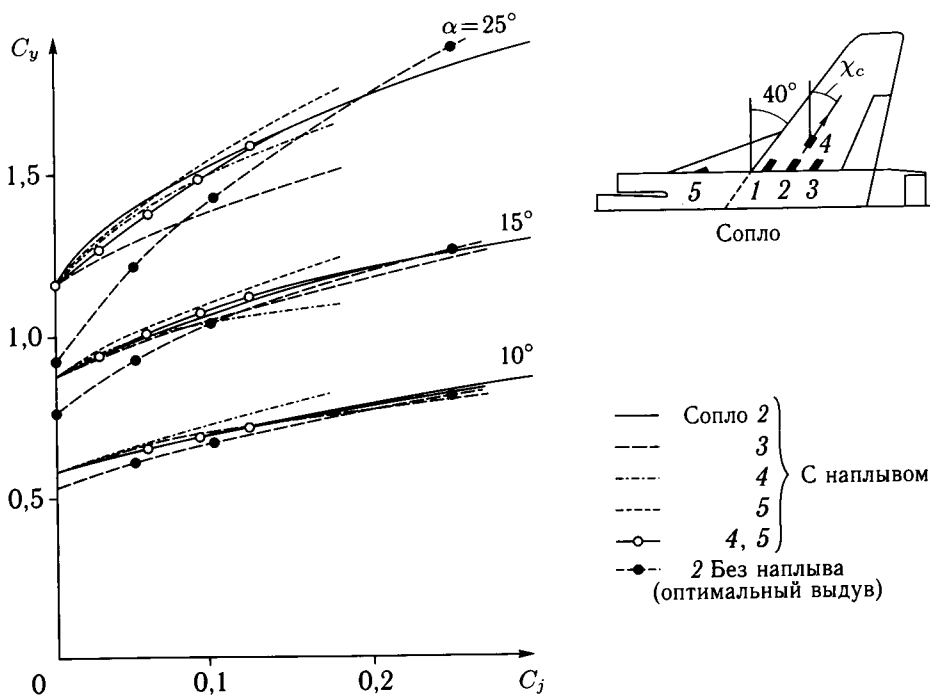 C_y
α=25°
1,5
15°
1,0
10°
0,5
0
0,1
0,2
C_j
40°
χ_c
4
5
1
2
3
Сопло
Сопло 2
3
4
5
4, 5
С наплывом
2 Без наплыва
(оптимальный выдув)